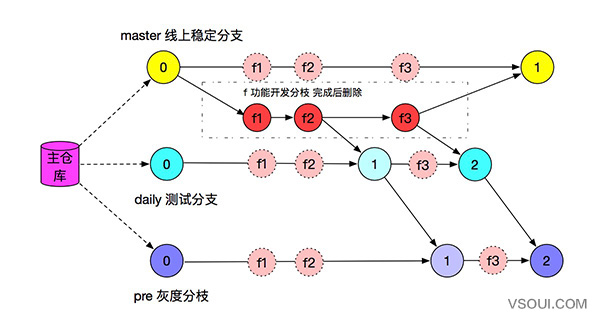 master 线上稳定分支
0
f1
f2
f3
1
f 功能开发分枝 完成后删除
f1
f2
f3
主仓
库
0
f1
f2
1
f3
2
daily 测试分支
0
f1
f2
1
f3
2
pre 灰度分枝
VSOUI.COM